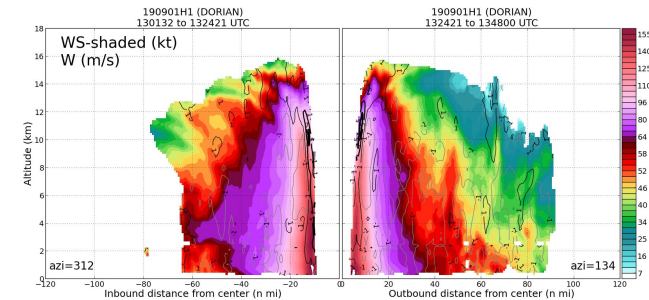 190901H1 (DORIAN)
130132 to 132421 UTC
190901H1 (DORIAN)
132421 to 134800 UTC
WS-shaded (kt)
W (m/s)
azi=312
azi=134
Altitude (km)
18
16
14
12
10
8
6
4
2
0
−120 −100 −80 −60 −40 −20 0
20 40 60 80 100 120
Inbound distance from center (n mi)
Outbound distance from center (n mi)
155
140
125
110
96
80
64
58
52
46
40
34
25
16
7